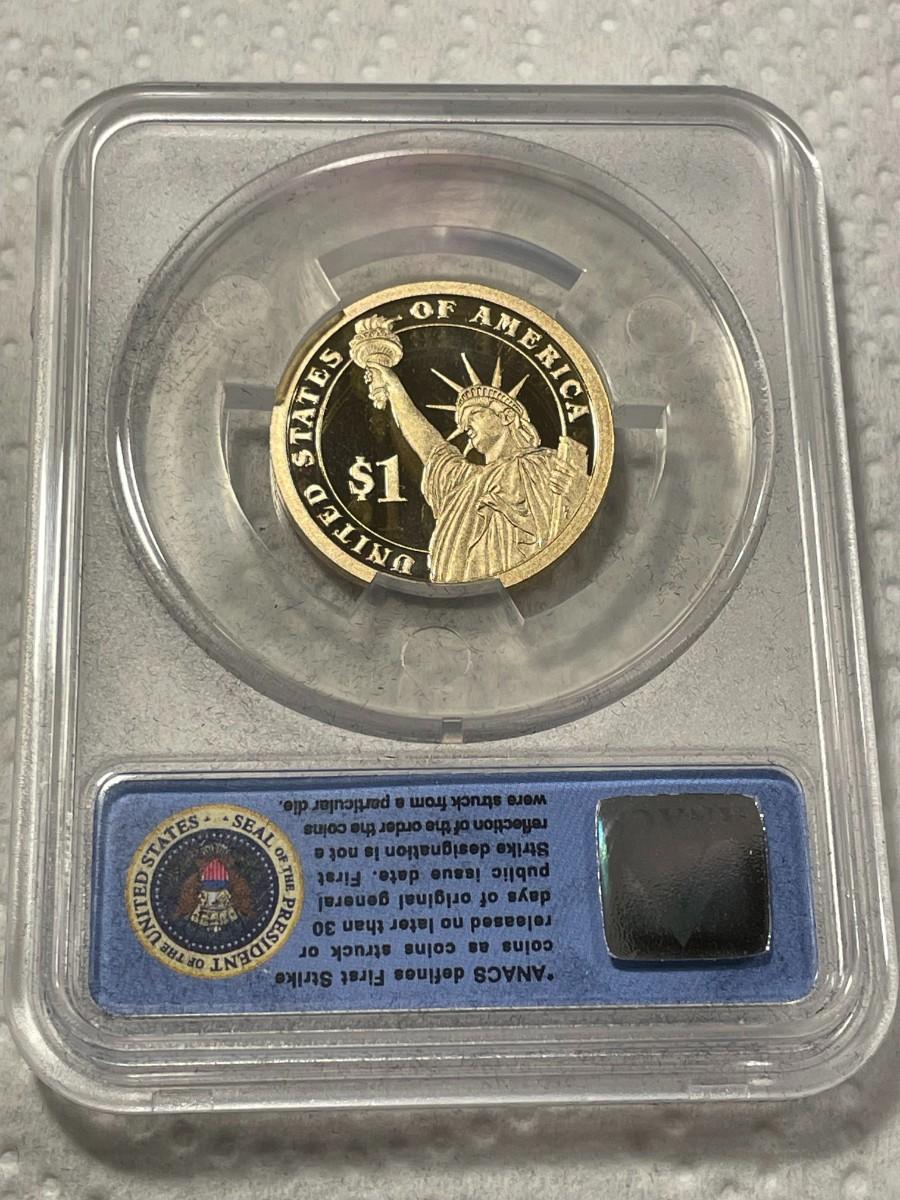 UNITED STATES OF AMERICA
$1
*ANACS defines First Strike
coins as coins struck or
released no later than 30
days of original general
public issue date. First
Strike designation is not a
reflection of the order the coins
were struck from a particular die.
SEAL OF THE PRESIDENT OF THE UNITED STATES